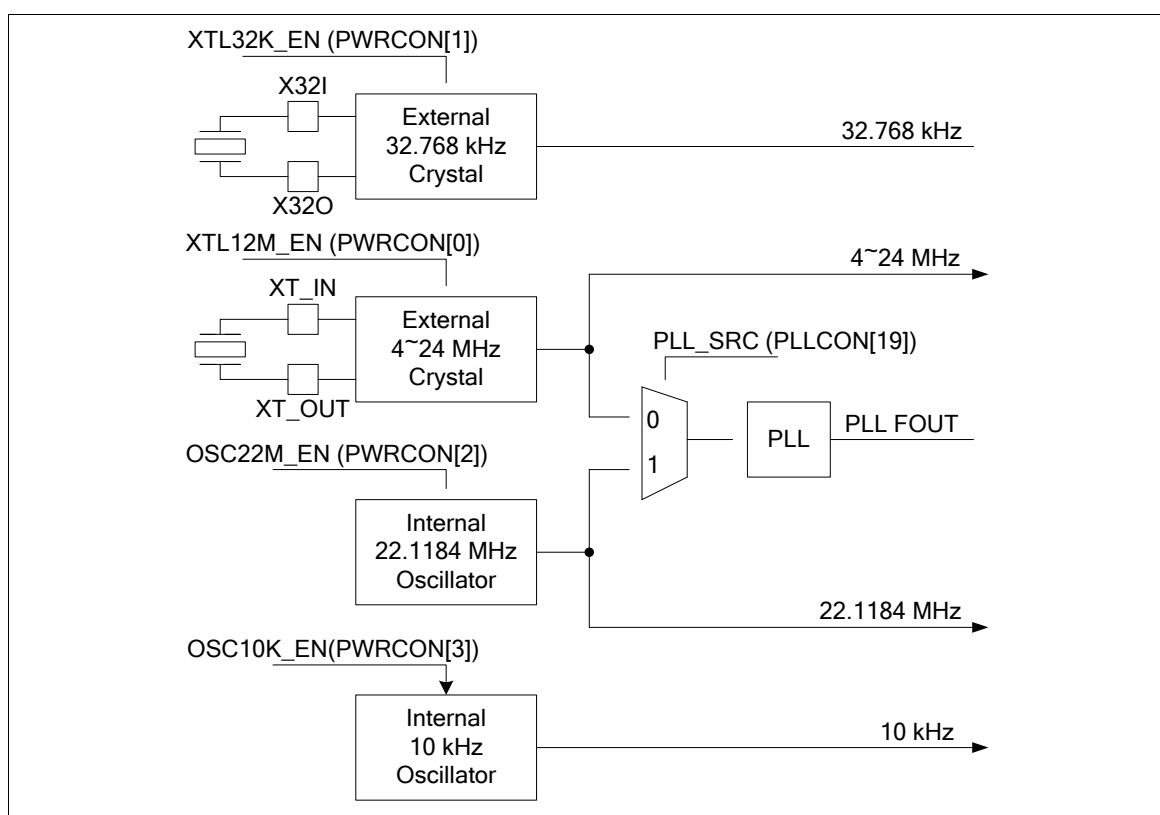 XTL32K_EN (PWRCON[1])
X32I
External
32.768 kHz
Crystal
32.768 kHz
X32O
XTL12M_EN (PWRCON[0])
4~24 MHz
XT_IN
External
4~24 MHz
Crystal
PLL_SRC (PLLCON[19])
XT_OUT
0
1
PLL
PLL FOUT
OSC22M_EN (PWRCON[2])
Internal
22.1184 MHz
Oscillator
22.1184 MHz
OSC10K_EN(PWRCON[3])
Internal
10 kHz
Oscillator
10 kHz